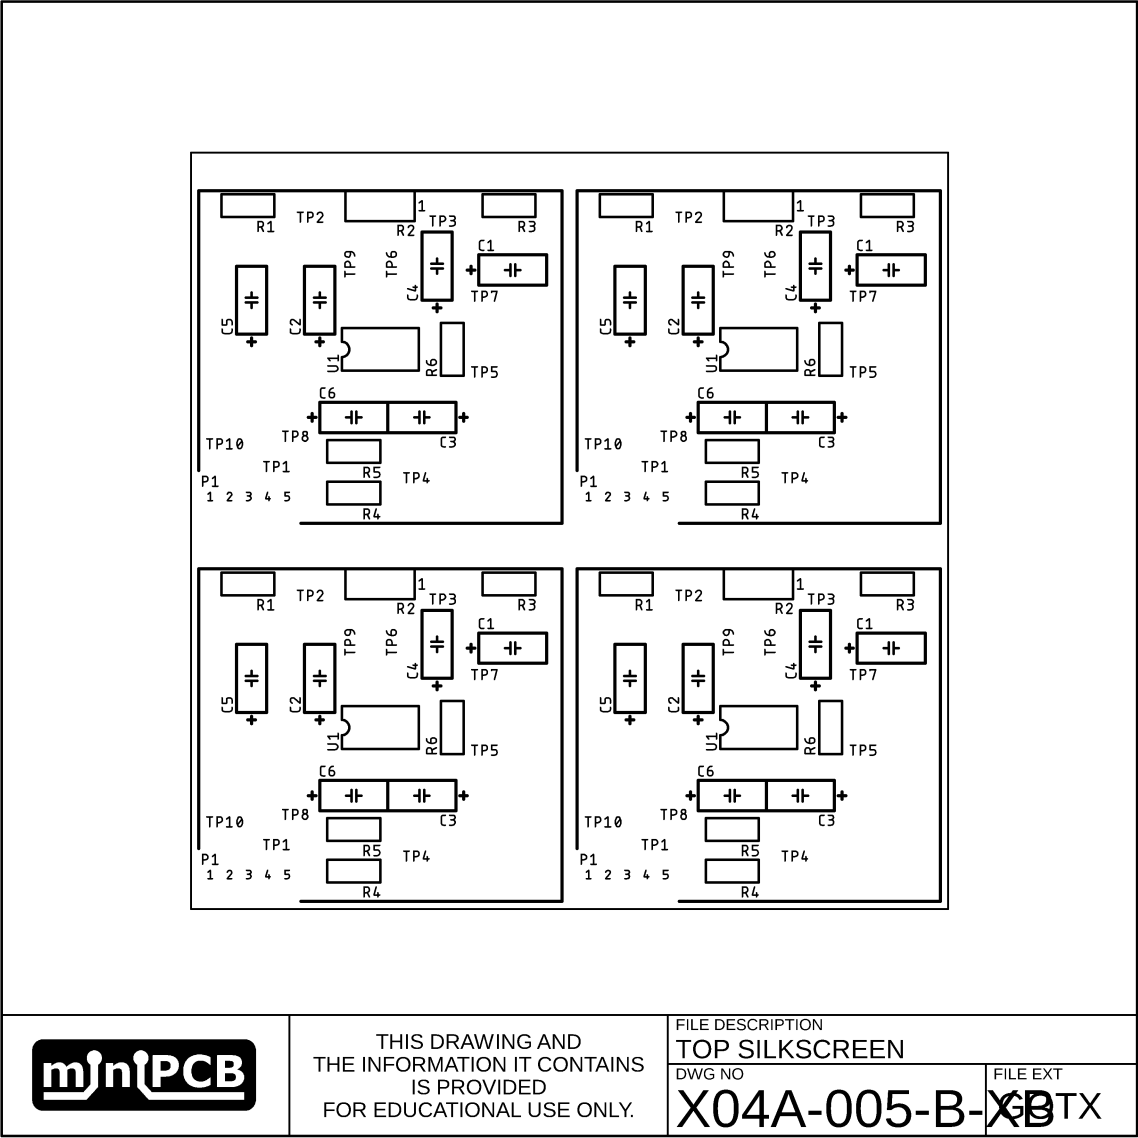 R1 TP2 1 TP3 R3 R1 TP2 1 TP3 R3
R2 R2
TP9 TP6 C1 TP9 TP6 C1
C4 TP7 C4 TP7
C5 C2 C5 C2
U1 R6 TP5 U1 R6 TP5
C6 C6
TP10 TP8 C3 TP10 TP8 C3
TP1 R5 TP4 TP1 R5 TP4
P1 P1
1 2 3 4 5 1 2 3 4 5
R4 R4
R1 TP2 1 TP3 R3 R1 TP2 1 TP3 R3
R2 R2
TP9 TP6 C1 TP9 TP6 C1
C4 TP7 C4 TP7
C5 C2 C5 C2
U1 R6 TP5 U1 R6 TP5
C6 C6
TP10 TP8 C3 TP10 TP8 C3
TP1 R5 TP4 TP1 R5 TP4
P1 P1
1 2 3 4 5 1 2 3 4 5
R4 R4
miniPCB
THIS DRAWING AND
THE INFORMATION IT CONTAINS
IS PROVIDED
FOR EDUCATIONAL USE ONLY.
FILE DESCRIPTION
TOP SILKSCREEN
DWG NO
X04A-005-B-XB
FILE EXT